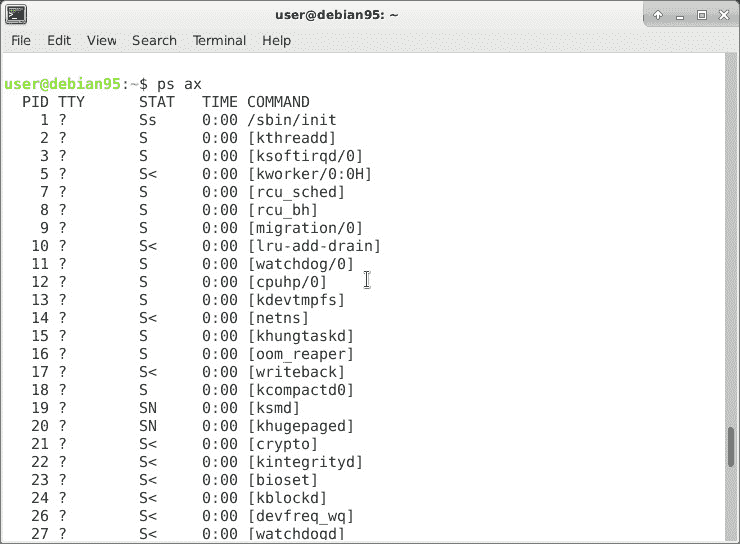 user@debian95: ~
File Edit View Search Terminal Help
user@debian95:~$ ps ax
  PID TTY      STAT   TIME COMMAND
    1 ?        Ss     0:00 /sbin/init
    2 ?        S      0:00 [kthreadd]
    3 ?        S      0:00 [ksoftirqd/0]
    5 ?        S<     0:00 [kworker/0:0H]
    7 ?        S      0:00 [rcu_sched]
    8 ?        S      0:00 [rcu_bh]
    9 ?        S      0:00 [migration/0]
   10 ?        S<     0:00 [lru-add-drain]
   11 ?        S      0:00 [watchdog/0]
   12 ?        S      0:00 [cpuhp/0]
   13 ?        S      0:00 [kdevtmpfs]
   14 ?        S<     0:00 [netns]
   15 ?        S      0:00 [khungtaskd]
   16 ?        S      0:00 [oom_reaper]
   17 ?        S<     0:00 [writeback]
   18 ?        S      0:00 [kcompactd0]
   19 ?        SN     0:00 [ksmd]
   20 ?        SN     0:00 [khugepaged]
   21 ?        S<     0:00 [crypto]
   22 ?        S<     0:00 [kintegrityd]
   23 ?        S<     0:00 [bioset]
   24 ?        S<     0:00 [kblockd]
   26 ?        S<     0:00 [devfreq_wq]
   27 ?        S<     0:00 [watchdogd]